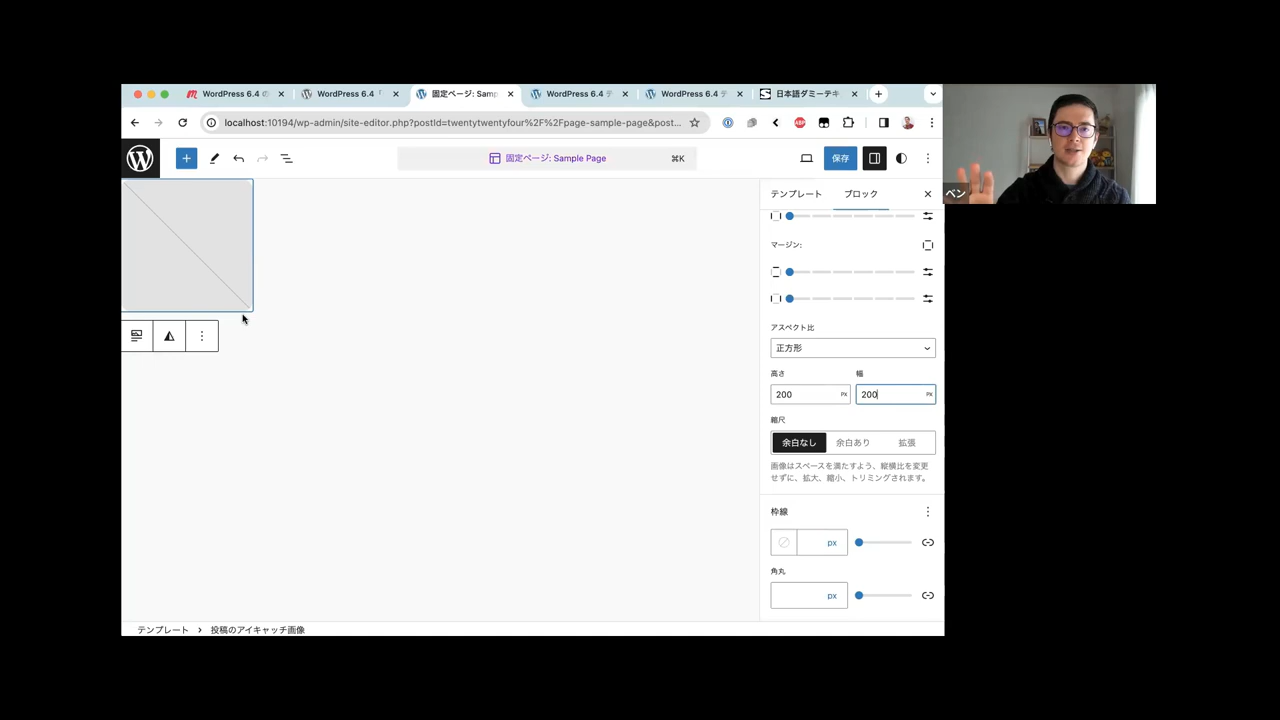 WordPress 6.4 の
WordPress 6.4 「
固定ページ: Samp
WordPress 6.4 テ
WordPress 6.4 テ
日本語ダミーテキ
localhost:10194/wp-admin/site-editor.php?postId=twentytwentyfour%2F%2Fpage-sample-page&post...
ABP
固定ページ: Sample Page
⌘K
保存
ベン
テンプレート
ブロック
マージン:
アスペクト比
正方形
高さ
幅
200
PX
200
PX
縮尺
余白なし
余白あり
拡張
画像はスペースを満たすよう、縦横比を変更
せずに、拡大、縮小、トリミングされます。
枠線
px
角丸
px
テンプレート
投稿のアイキャッチ画像